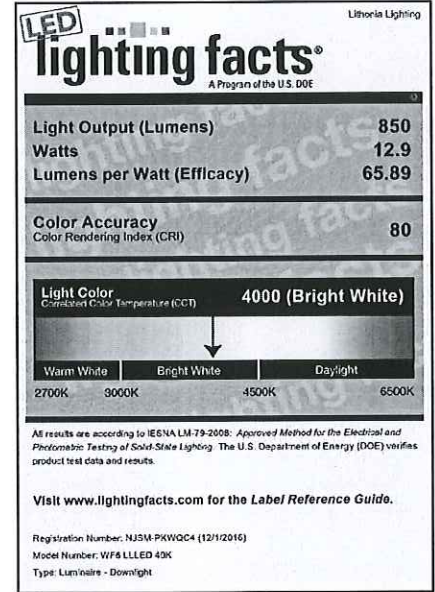 Lithonia Lighting
LED
lighting facts®
A Program of the U.S. DOE
Light Output (Lumens) 850
Watts 12.9
Lumens per Watt (Efficacy) 65.89
Color Accuracy 80
Color Rendering Index (CRI)
Light Color 4000 (Bright White)
Correlated Color Temperature (CCT)
Warm White Bright White Daylight
2700K 3000K 4500K 6500K
All results are according to IESNA LM-79-2008: Approved Method for the Electrical and
Photometric Testing of Solid-State Lighting. The U.S. Department of Energy (DOE) verifies
product test data and results.
Visit www.lightingfacts.com for the Label Reference Guide.
Registration Number: NJSM-PKWQC4 (12/1/2015)
Model Number: WF6 LLLED 40K
Type: Luminaire - Downlight